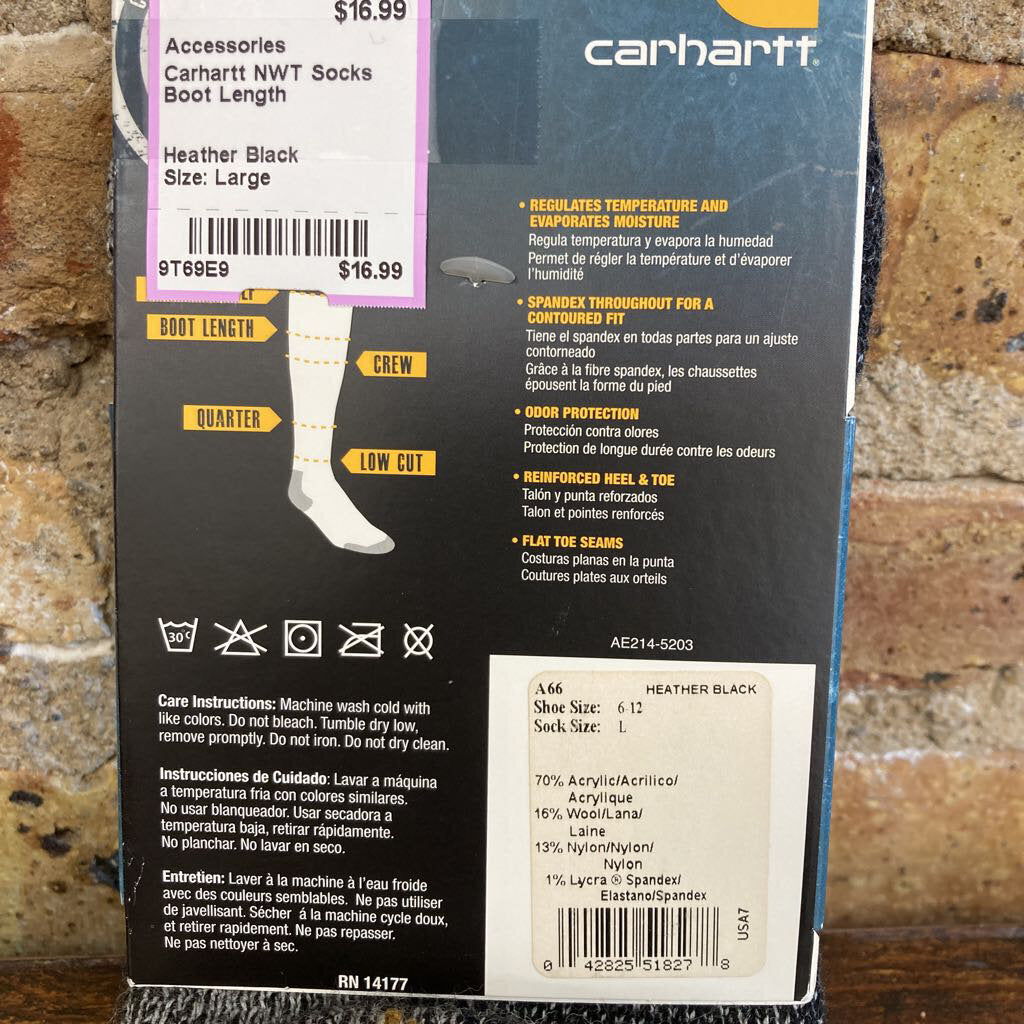 $16.99
Accessories
Carhartt NWT Socks
Boot Length
Heather Black
Size: Large
9T69E9 $16.99
carhartt®
BOOT LENGTH
CREW
QUARTER
LOW CUT
• REGULATES TEMPERATURE AND
EVAPORATES MOISTURE
Regula temperatura y evapora la humedad
Permet de régler la température et d'évaporer
l'humidité
• SPANDEX THROUGHOUT FOR A
CONTOURED FIT
Tiene el spandex en todas partes para un ajuste
contorneado
Grâce à la fibre spandex, les chaussettes
épousent la forme du pied
• ODOR PROTECTION
Protección contra olores
Protection de longue durée contre les odeurs
• REINFORCED HEEL & TOE
Talón y punta reforzados
Talon et pointes renforcés
• FLAT TOE SEAMS
Costuras planas en la punta
Coutures plates aux orteils
30°C
Care Instructions: Machine wash cold with
like colors. Do not bleach. Tumble dry low,
remove promptly. Do not iron. Do not dry clean.
Instrucciones de Cuidado: Lavar a máquina
a temperatura fria con colores similares.
No usar blanqueador. Usar secadora a
temperatura baja, retirar rápidamente.
No planchar. No lavar en seco.
Entretien: Laver à la machine à l'eau froide
avec des couleurs semblables. Ne pas utiliser
de javellisant. Sécher á la machine cycle doux,
et retirer rapidement. Ne pas repasser.
Ne pas nettoyer à sec.
RN 14177
AE214-5203
A66 HEATHER BLACK
Shoe Size: 6-12
Sock Size: L
70% Acrylic/Acrilico/
Acrylique
16% Wool/Lana/
Laine
13% Nylon/Nylon/
Nylon
1% Lycra ® Spandex/
Elastano/Spandex
USA7
0 42825 51827 8